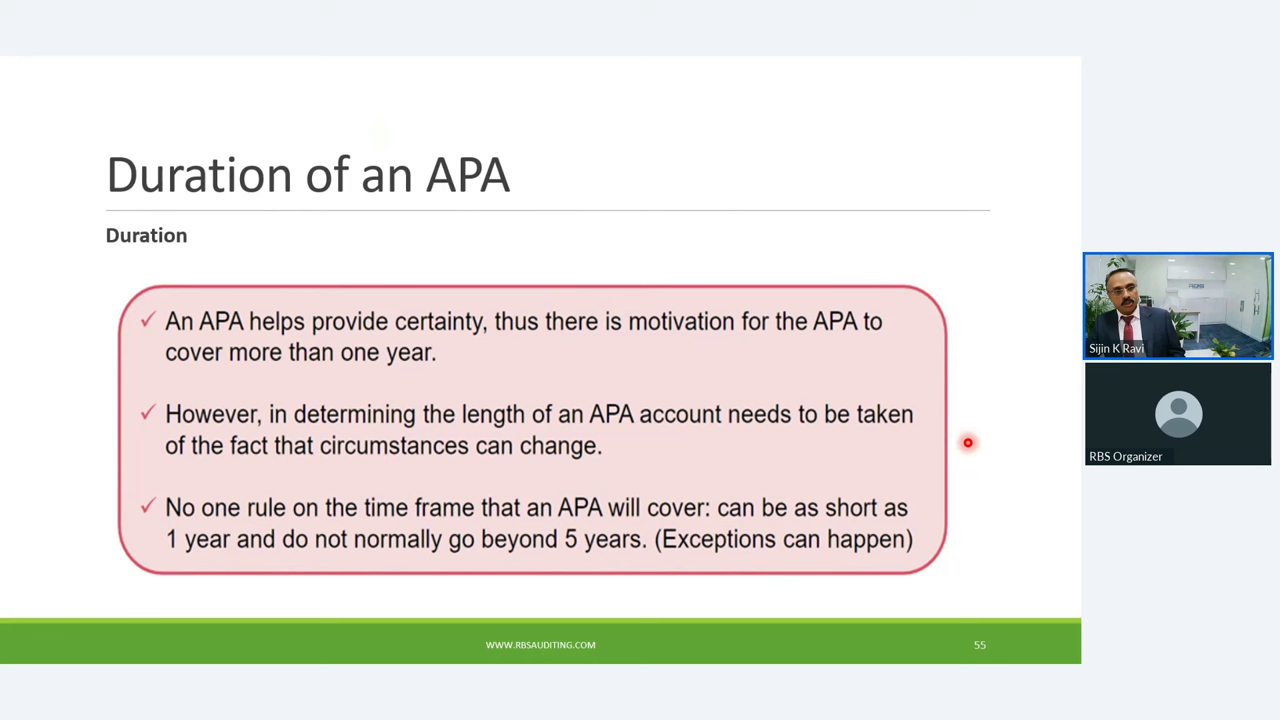 Duration of an APA
Duration
✓ An APA helps provide certainty, thus there is motivation for the APA to
cover more than one year.
✓ However, in determining the length of an APA account needs to be taken
of the fact that circumstances can change.
✓ No one rule on the time frame that an APA will cover: can be as short as
1 year and do not normally go beyond 5 years. (Exceptions can happen)
WWW.RBSAUDITING.COM
55
RBS
Sijin K Ravi
RBS Organizer